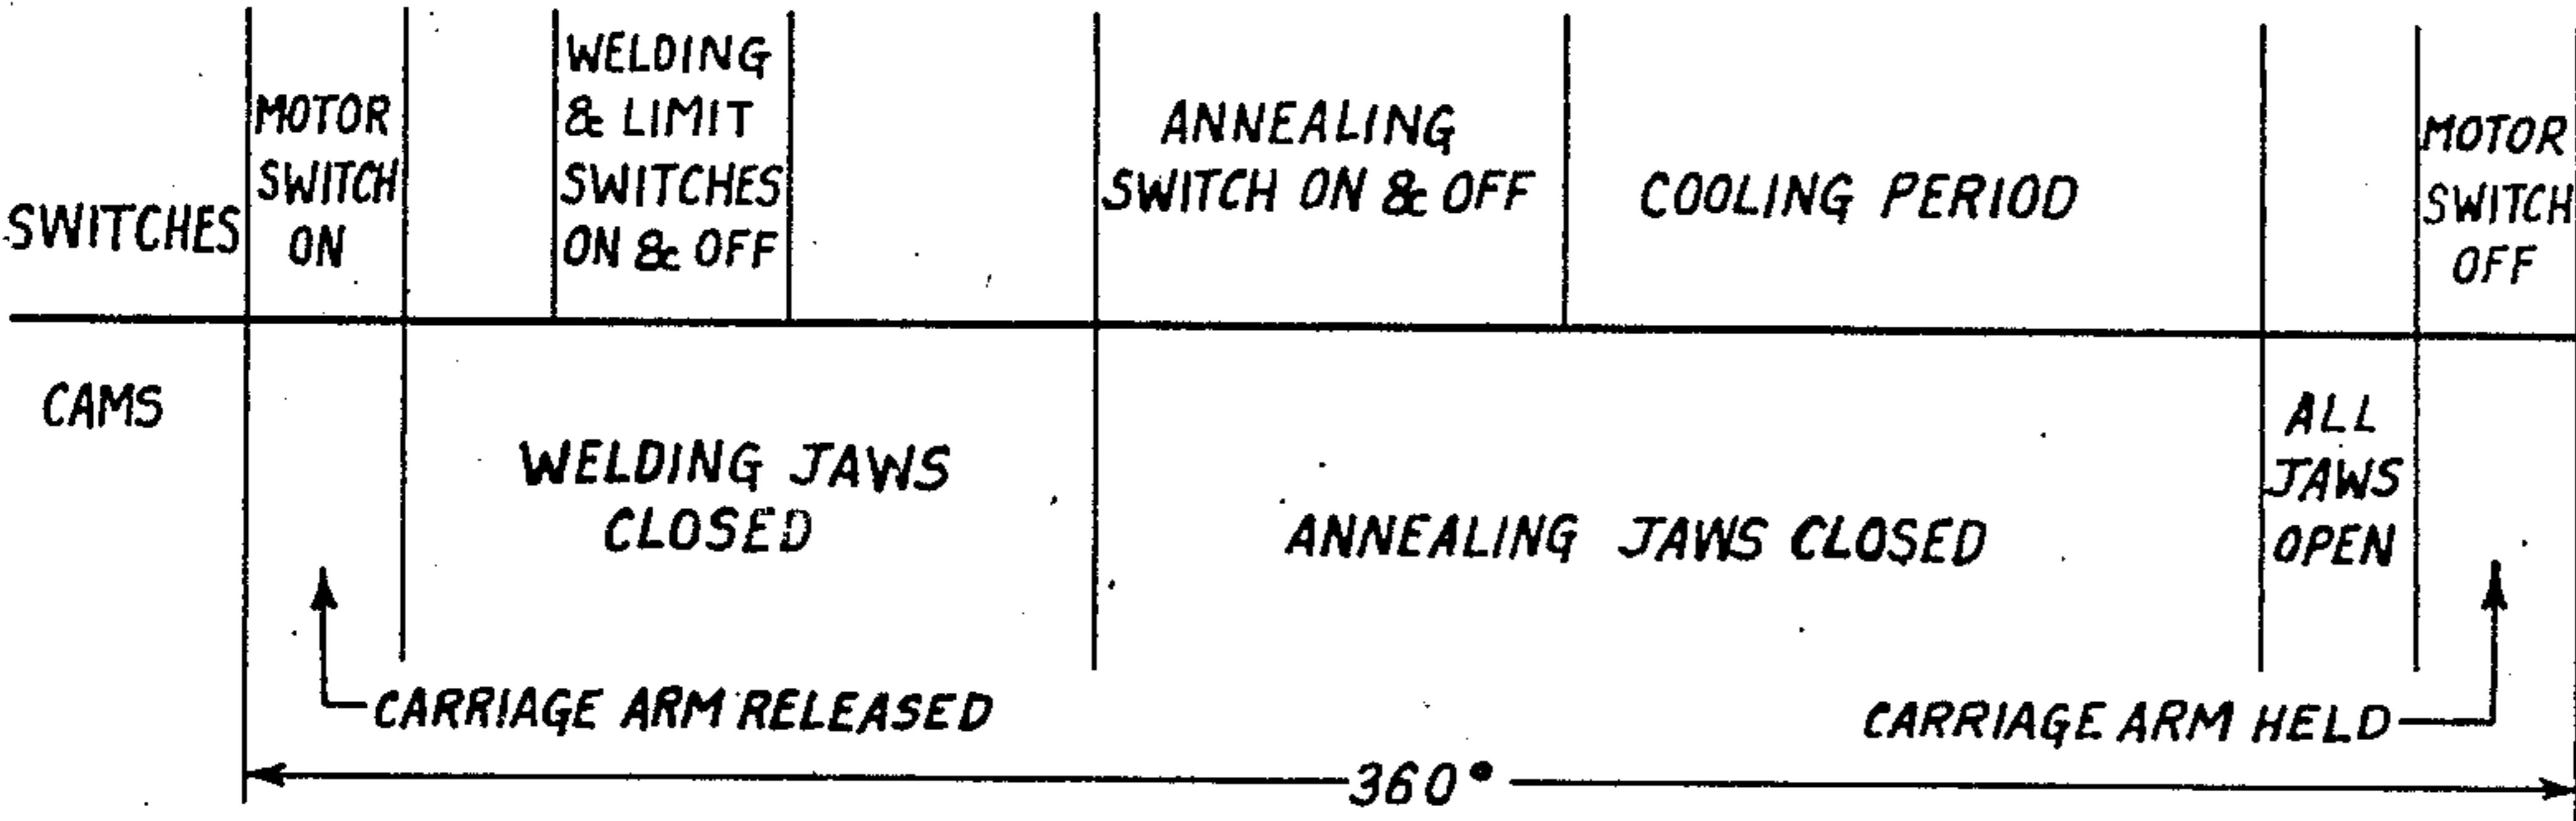 SWITCHES
MOTOR
SWITCH
ON
WELDING
& LIMIT
SWITCHES
ON & OFF
ANNEALING
SWITCH ON & OFF
COOLING PERIOD
MOTOR
SWITCH
OFF
CAMS
WELDING JAWS
CLOSED
ANNEALING JAWS CLOSED
ALL
JAWS
OPEN
CARRIAGE ARM RELEASED
CARRIAGE ARM HELD
360°